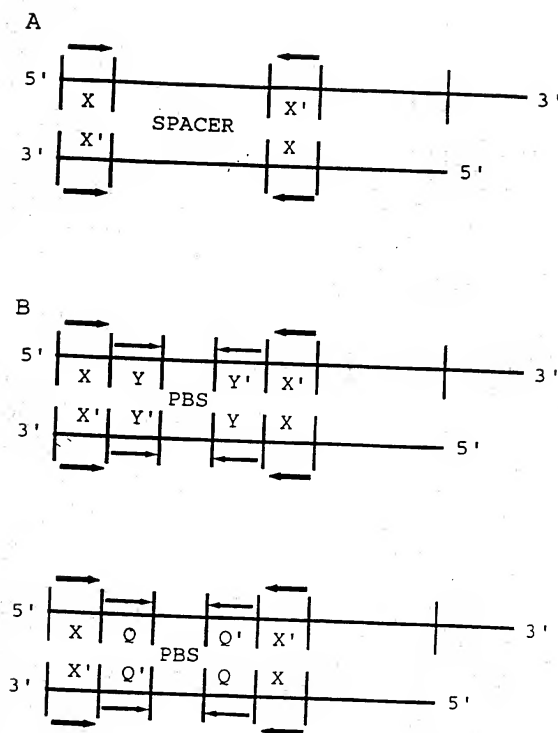 A
5' 3'
X X'
SPACER
X' X
3' 5'
B
5' 3'
X Y Y' X'
PBS
X' Y' Y X
3' 5'
5' 3'
X Q Q' X'
PBS
X' Q' Q X
3' 5'